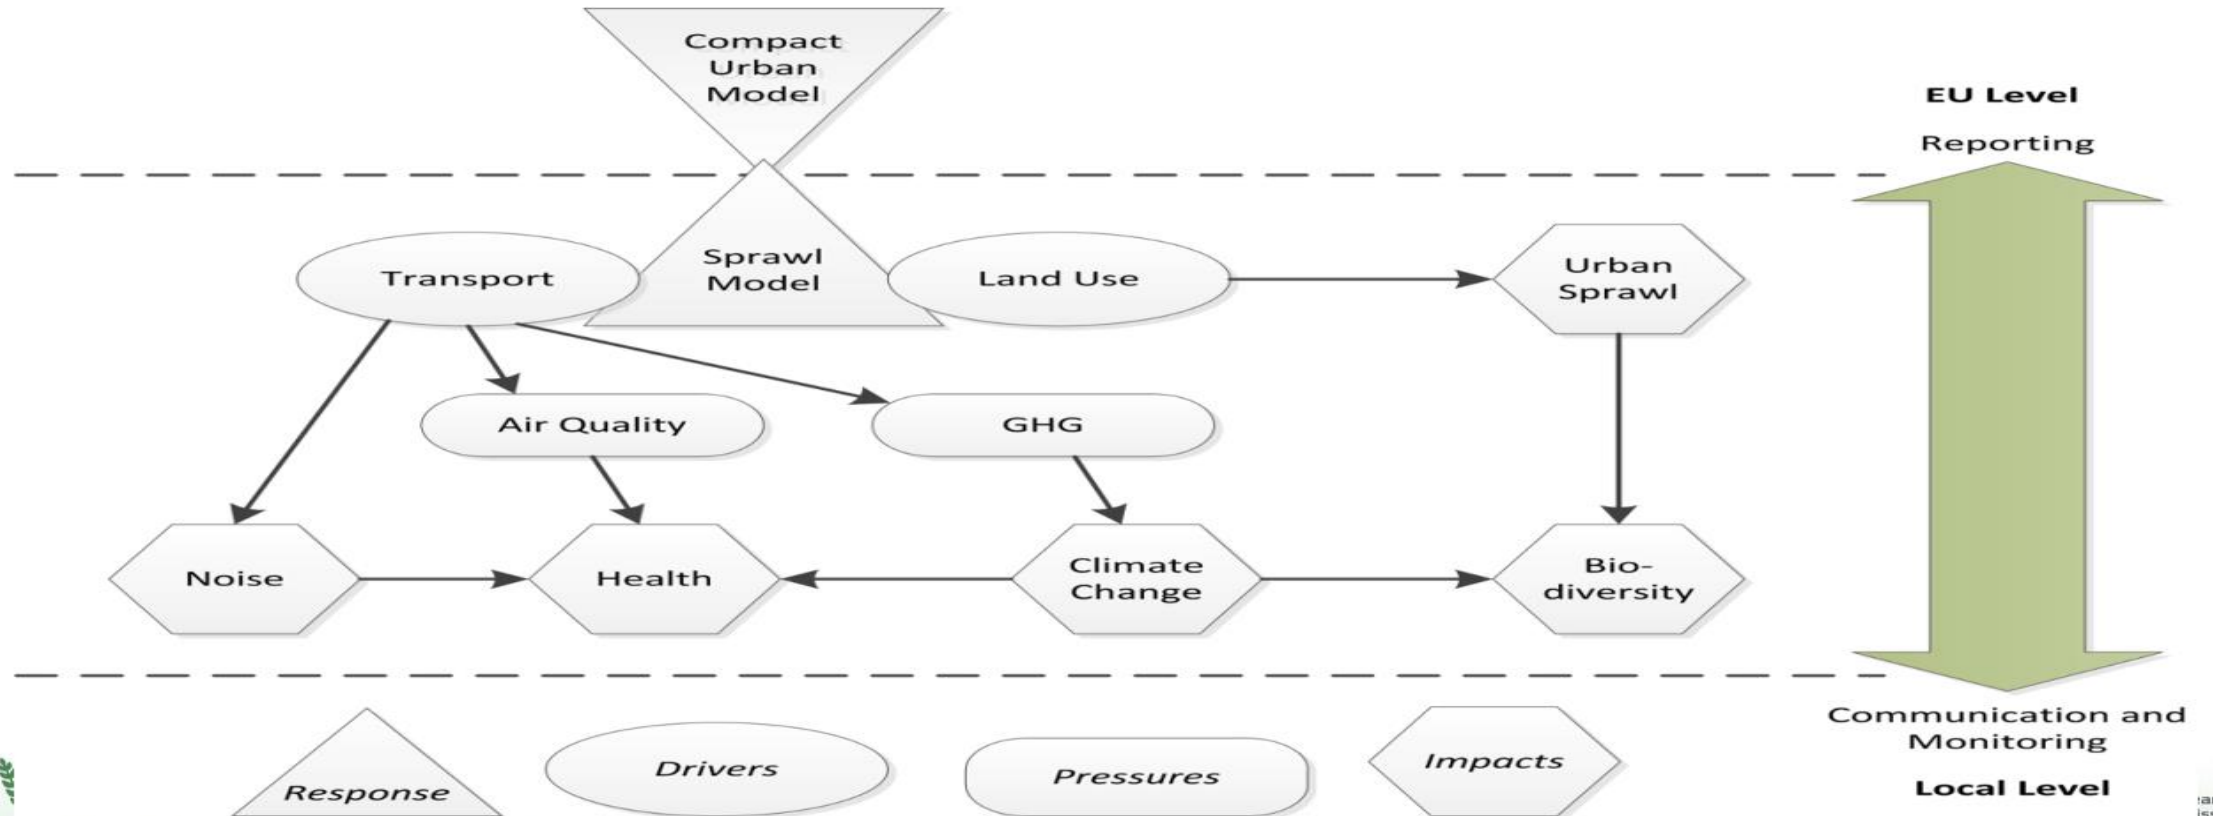 Compact
Urban
Model
EU Level
Reporting
Transport
Sprawl
Model
Land Use
Urban
Sprawl
Air Quality
GHG
Noise
Health
Climate
Change
Bio-
diversity
Response
Drivers
Pressures
Impacts
Communication and
Monitoring
Local Level